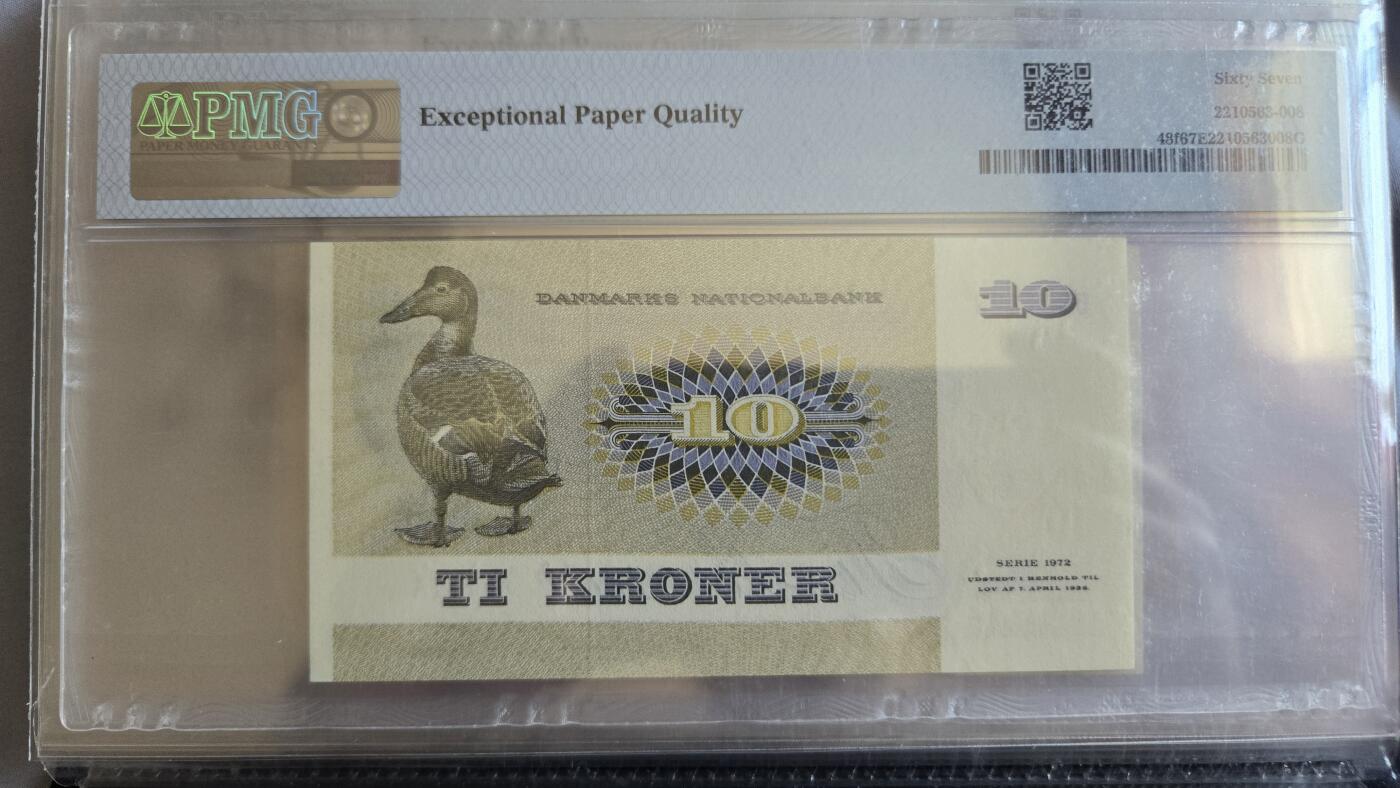 PMG
PAPER MONEY GUARANTY
Exceptional Paper Quality
Sixty Seven
2210563-008
48f67E2210563008G
DANMARKS NATIONALBANK
10
10
TI KRONER
SERIE 1972
UDSTEDT I HENHOLD TIL
LOV AF 7. APRIL 1936.